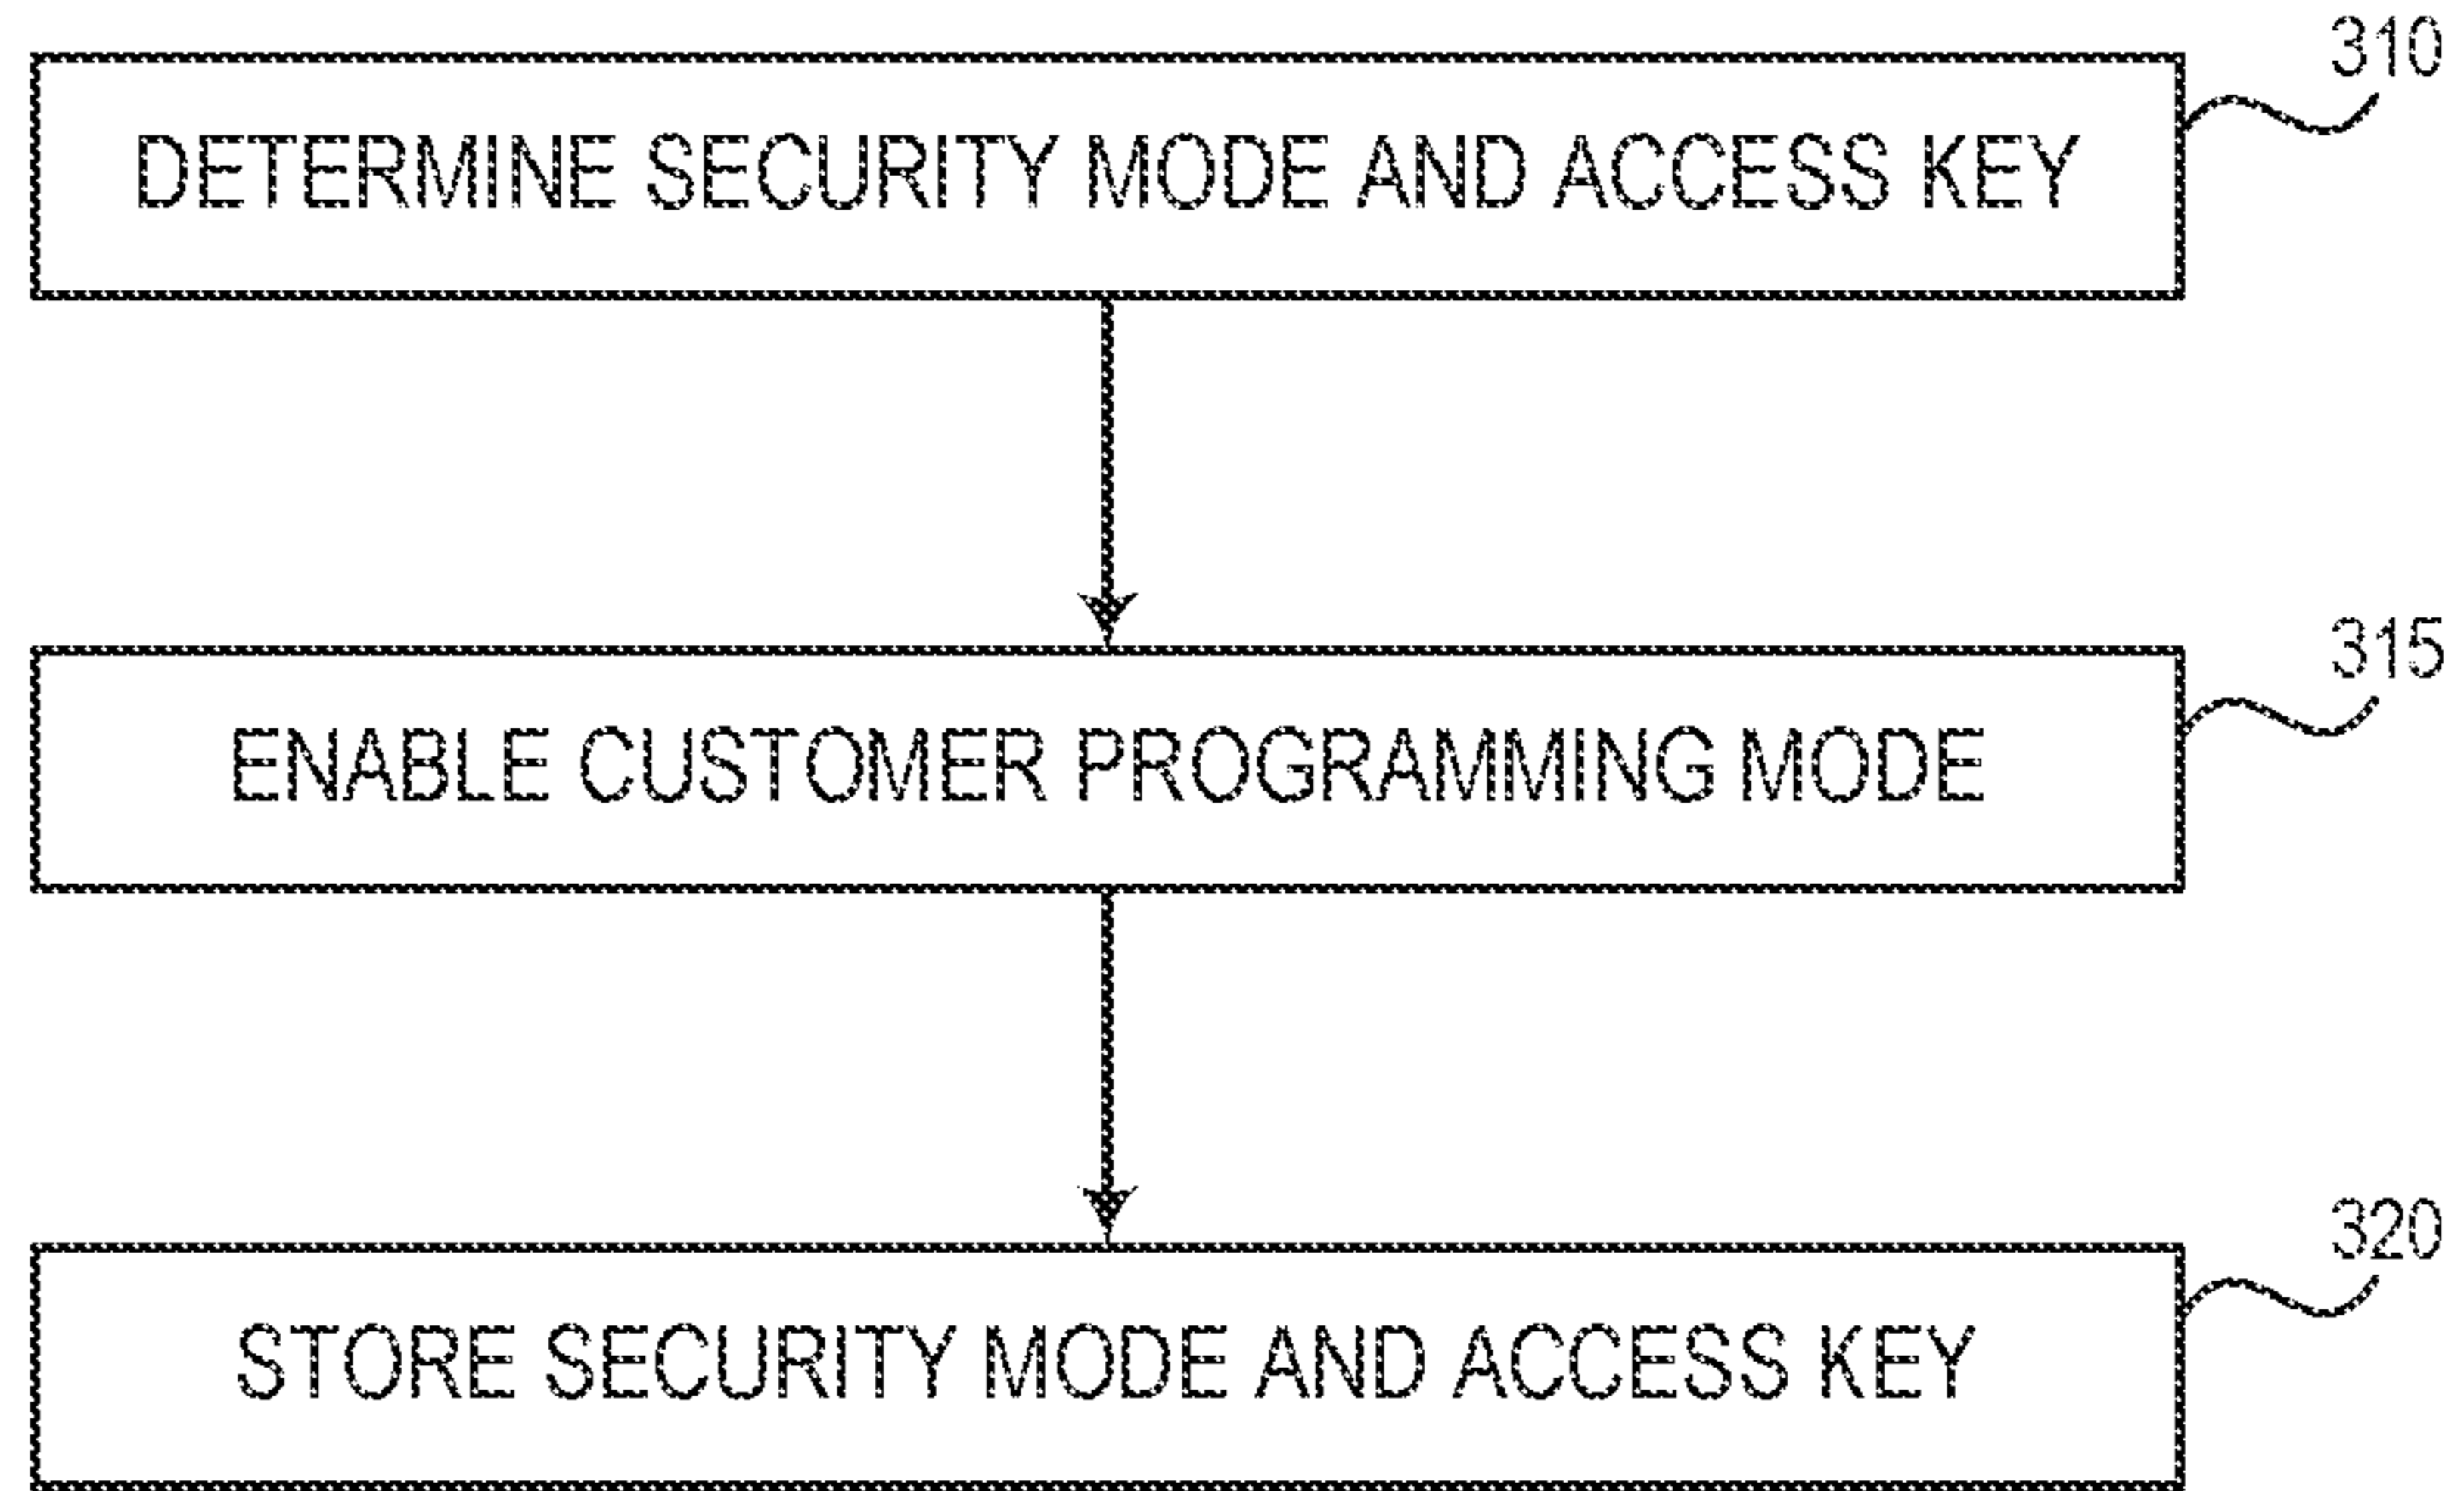 310
DETERMINE SECURITY MODE AND ACCESS KEY
315
ENABLE CUSTOMER PROGRAMMING MODE
320
STORE SECURITY MODE AND ACCESS KEY